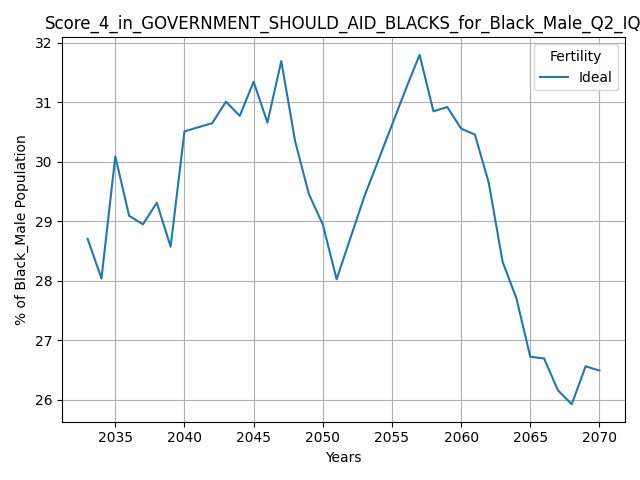 Score_4_in_GOVERNMENT_SHOULD_AID_BLACKS_for_Black_Male_Q2_IQ
Fertility
Ideal
% of Black_Male Population
32
31
30
29
28
27
26
2035 2040 2045 2050 2055 2060 2065 2070
Years